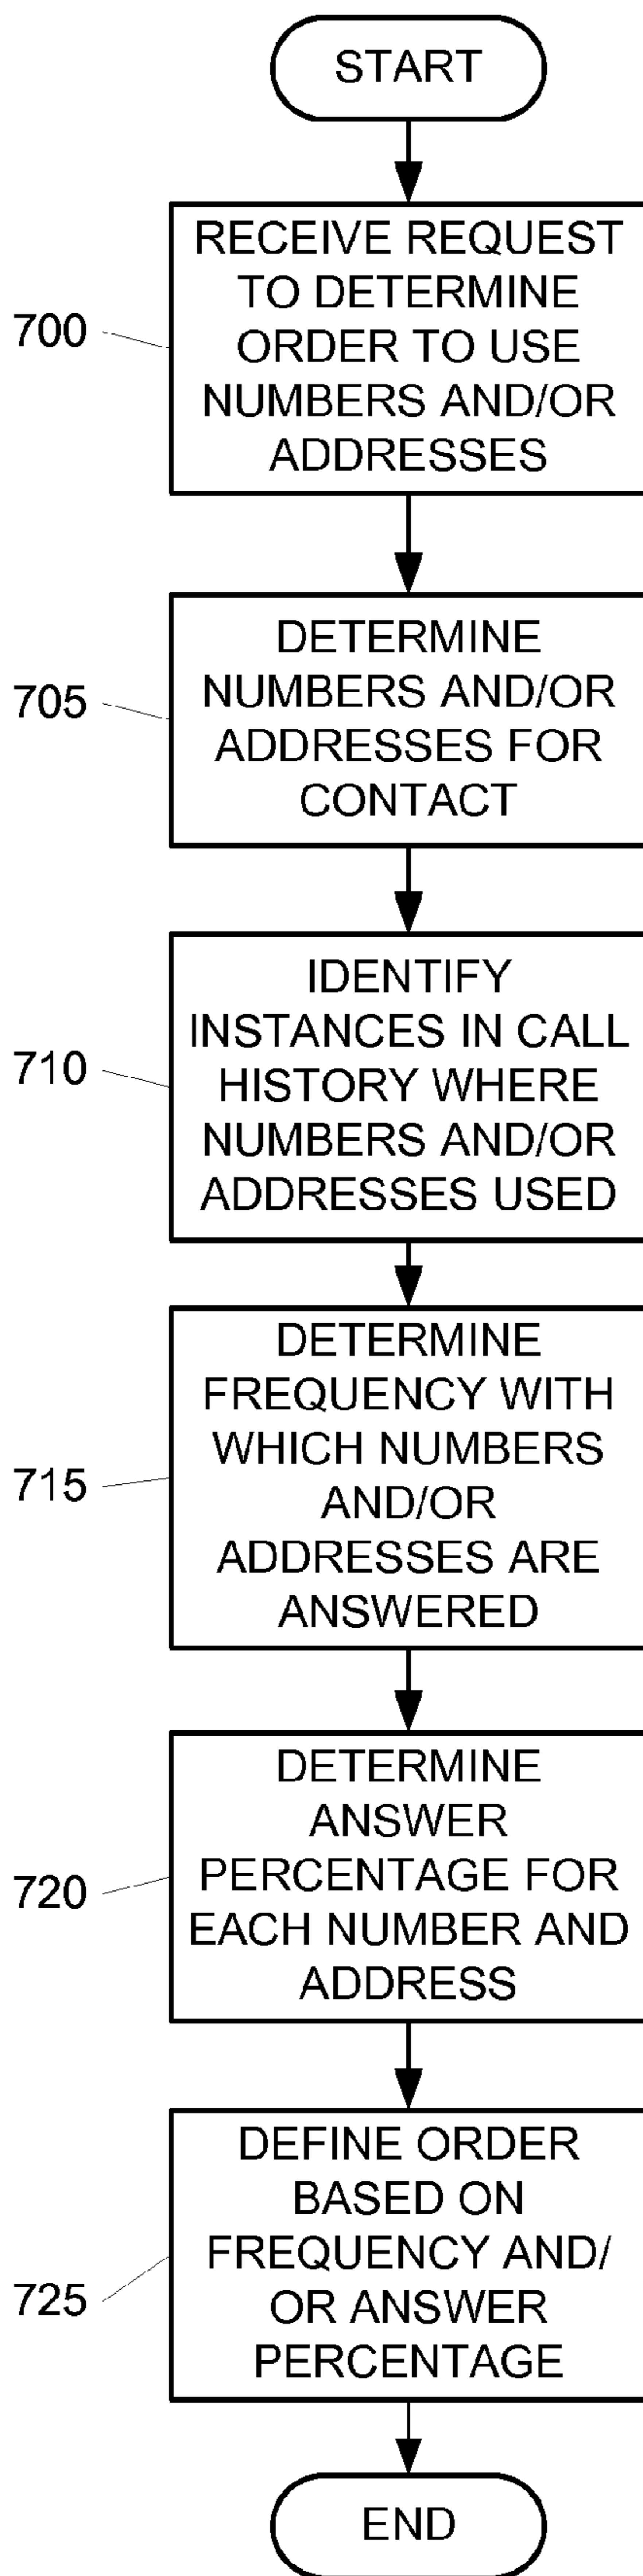 START
700
RECEIVE REQUEST
TO DETERMINE
ORDER TO USE
NUMBERS AND/OR
ADDRESSES
705
DETERMINE
NUMBERS AND/OR
ADDRESSES FOR
CONTACT
710
IDENTIFY
INSTANCES IN CALL
HISTORY WHERE
NUMBERS AND/OR
ADDRESSES USED
715
DETERMINE
FREQUENCY WITH
WHICH NUMBERS
AND/OR
ADDRESSES ARE
ANSWERED
720
DETERMINE
ANSWER
PERCENTAGE FOR
EACH NUMBER AND
ADDRESS
725
DEFINE ORDER
BASED ON
FREQUENCY AND/
OR ANSWER
PERCENTAGE
END